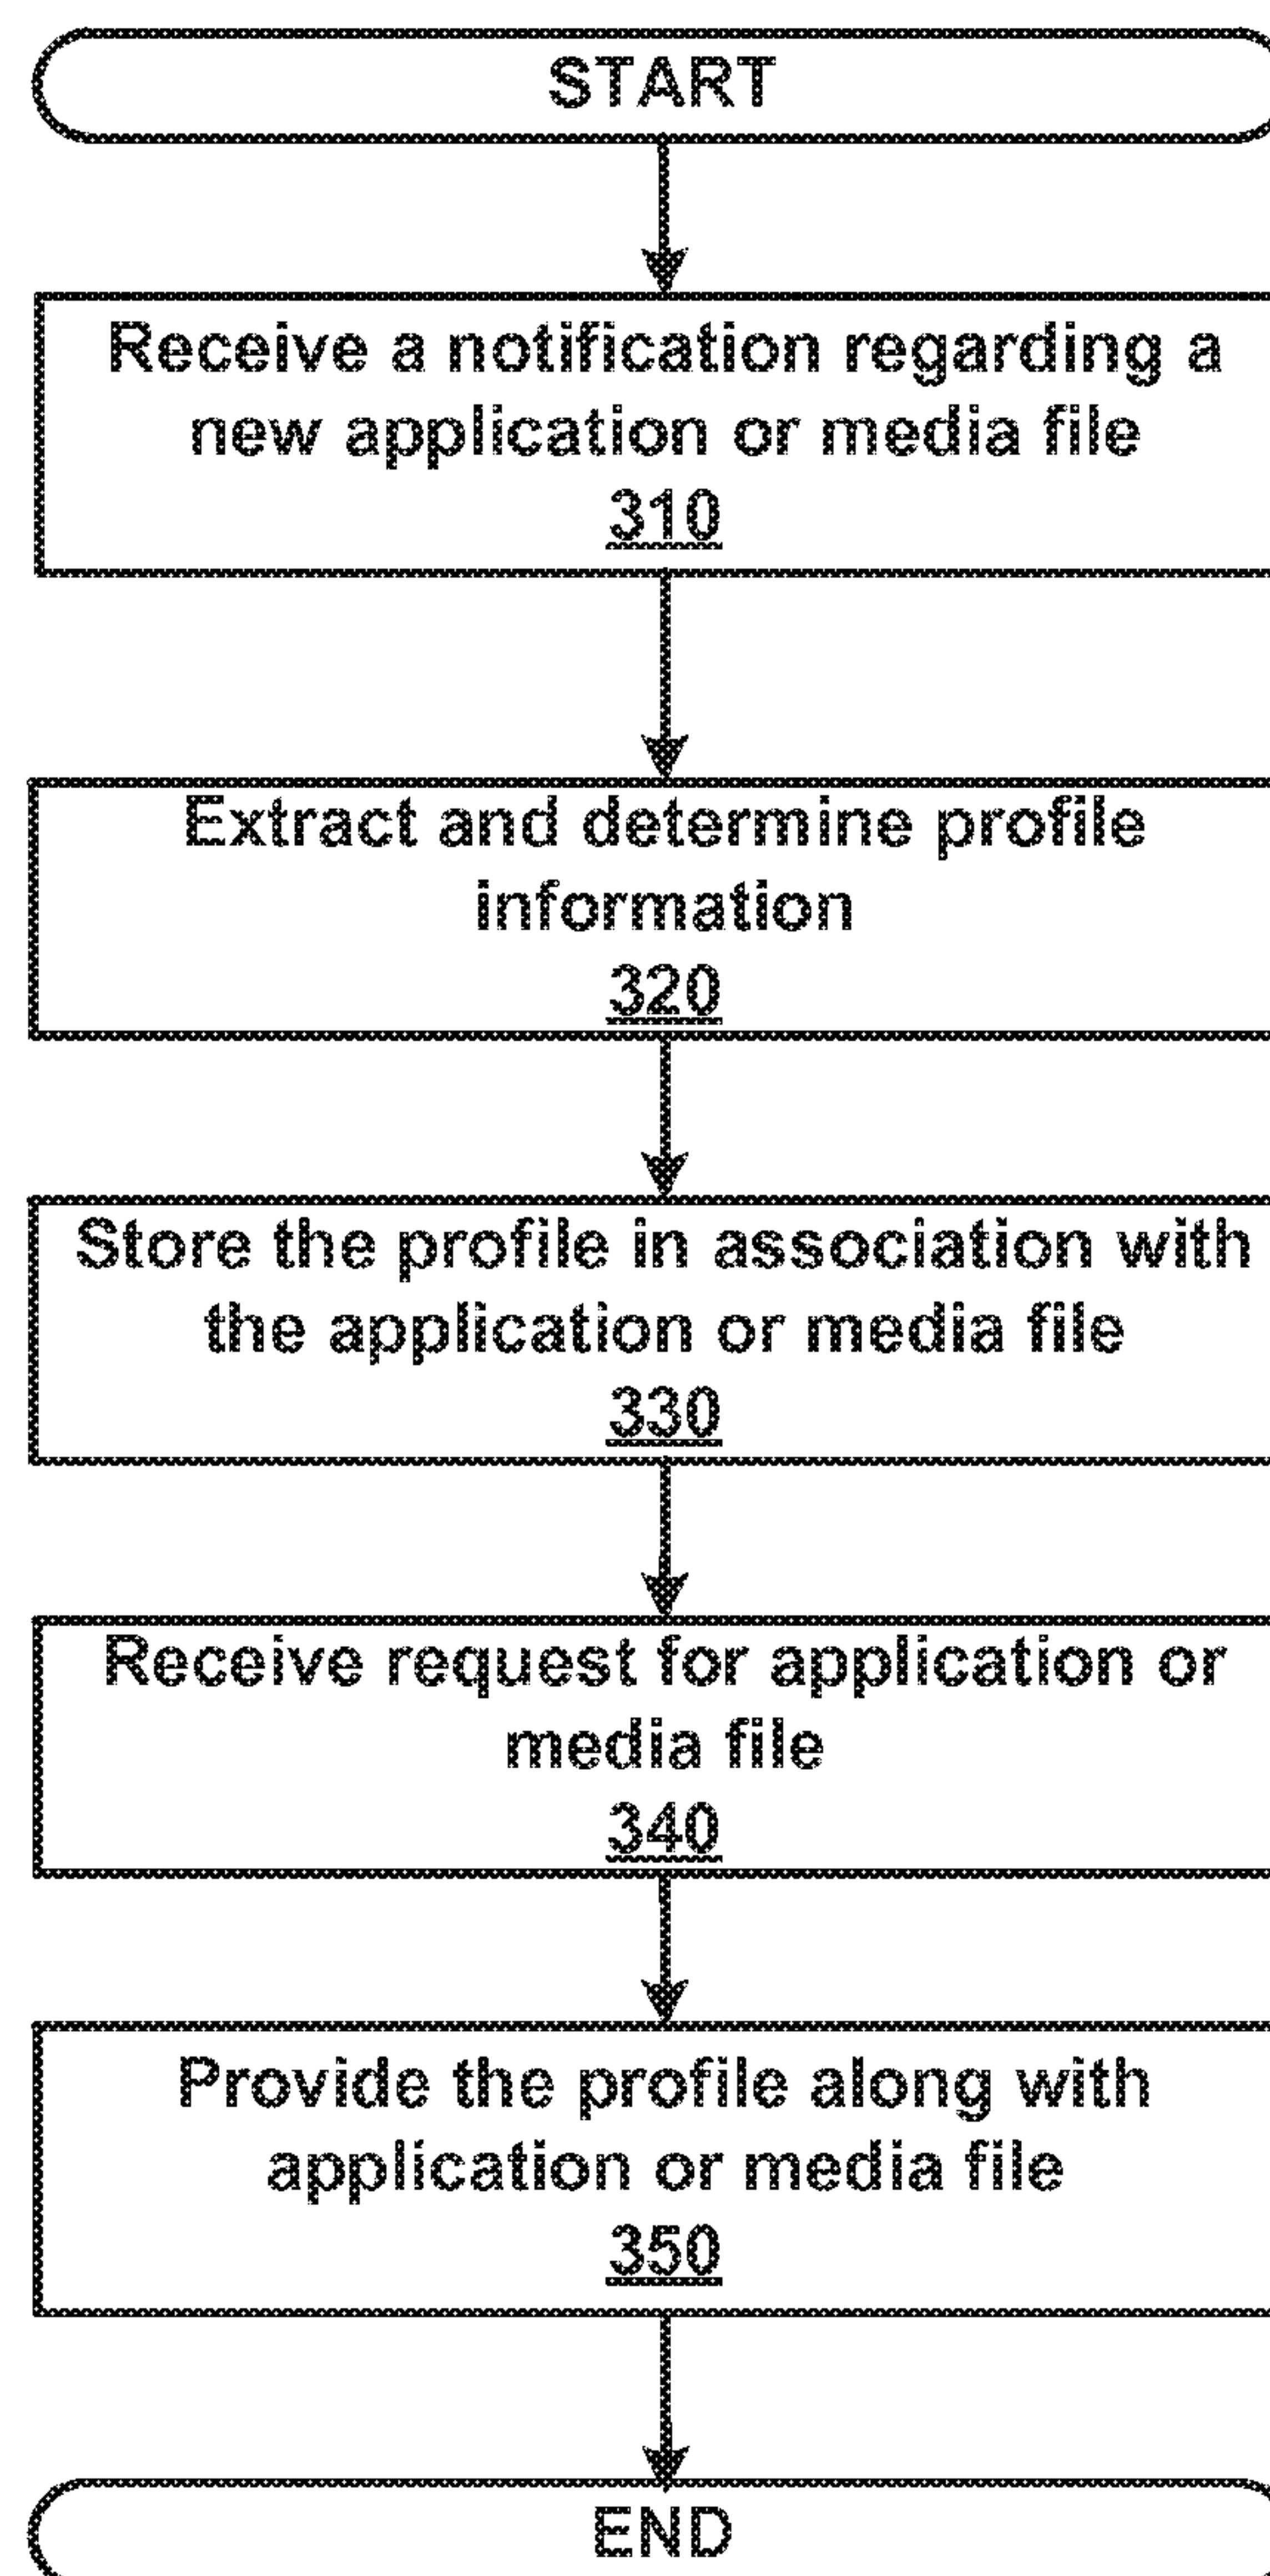 START
Receive a notification regarding a
new application or media file
310
Extract and determine profile
information
320
Store the profile in association with
the application or media file
330
Receive request for application or
media file
340
Provide the profile along with
application or media file
350
END